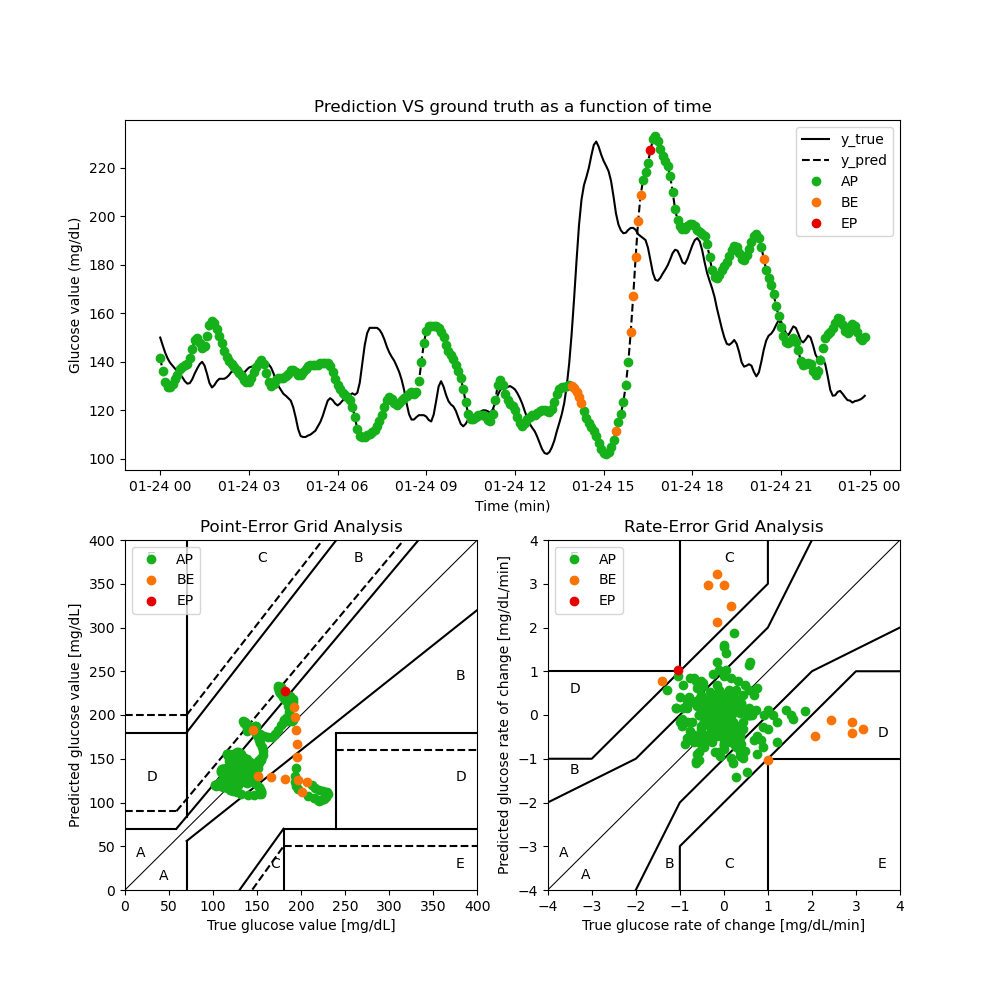 Prediction VS ground truth as a function of time
Glucose value (mg/dL)
220
200
180
160
140
120
100
y_true
y_pred
AP
BE
EP
01-24 00 01-24 03 01-24 06 01-24 09 01-24 12 01-24 15 01-24 18 01-24 21 01-25 00
Time (min)
Point-Error Grid Analysis
Predicted glucose value [mg/dL]
400
350
300
250
200
150
100
50
0
AP
BE
EP
C
B
B
D
D
A
A
C
E
0 50 100 150 200 250 300 350 400
True glucose value [mg/dL]
Rate-Error Grid Analysis
Predicted glucose rate of change [mg/dL/min]
4
3
2
1
0
−1
−2
−3
−4
AP
BE
EP
C
D
D
B
A
A
B
C
E
−4 −3 −2 −1 0 1 2 3 4
True glucose rate of change [mg/dL/min]